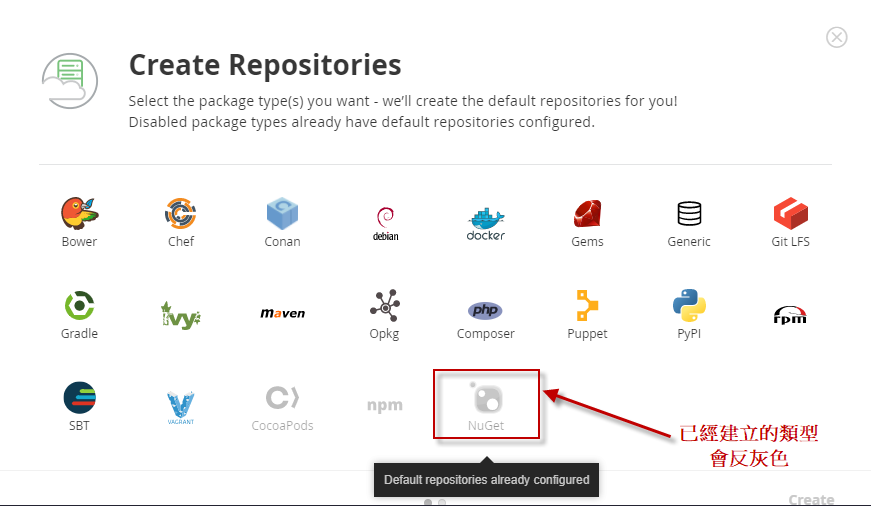 Create Repositories
Select the package type(s) you want - we'll create the default repositories for you!
Disabled package types already have default repositories configured.
Bower
Chef
Conan
debian
docker
Gems
Generic
Git LFS
Gradle
ivy
maven
Opkg
php
Composer
Puppet
PyPI
rpm
SBT
VAGRANT
CocoaPods
npm
NuGet
已經建立的類型
會反灰色
Default repositories already configured
Create